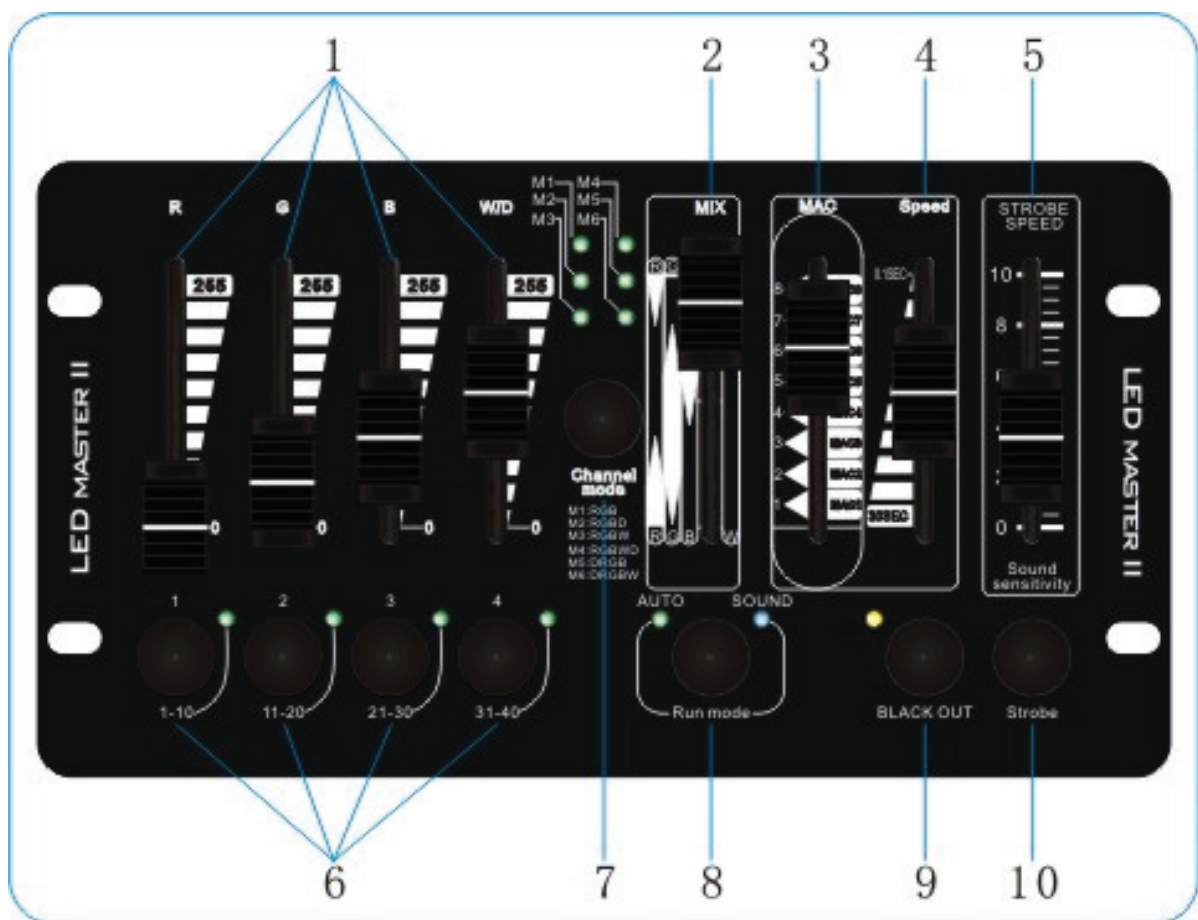 1
2
3
4
5
R
G
B
W/D
M1
M2
M3
M4
M5
M6
MIX
MAC
Speed
STROBE
SPEED
255
255
255
255
0
0
0
0
R G
R G B W
8
7
6
5
4
3
2
1
0.1SEC
30SEC
10
8
0
Channel
mode
M1:RGB
M2:RGBD
M3:RGBW
M4:RGBWD
M5:DRGB
M6:DRGBW
Sound
sensitivity
LED MASTER II
LED MASTER II
1
2
3
4
AUTO
SOUND
1-10
11-20
21-30
31-40
Run mode
BLACK OUT
Strobe
6
7
8
9
10